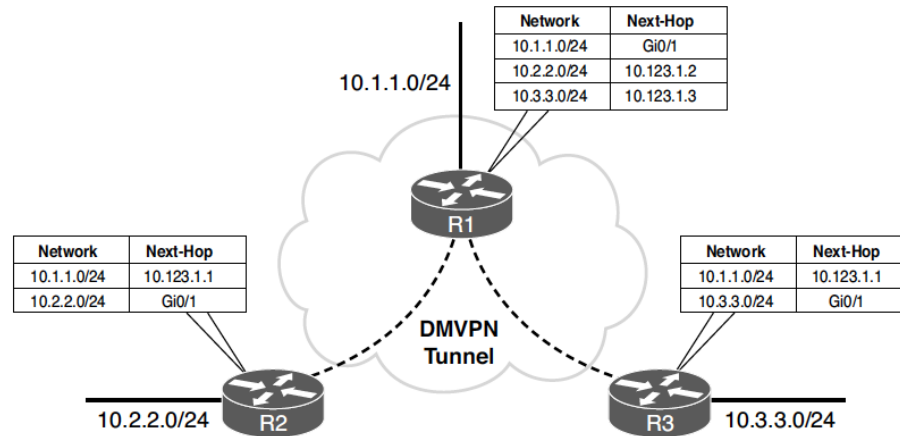 Network Next-Hop
10.1.1.0/24 Gi0/1
10.2.2.0/24 10.123.1.2
10.3.3.0/24 10.123.1.3
10.1.1.0/24
R1
Network Next-Hop
10.1.1.0/24 10.123.1.1
10.2.2.0/24 Gi0/1
Network Next-Hop
10.1.1.0/24 10.123.1.1
10.3.3.0/24 Gi0/1
DMVPN
Tunnel
10.2.2.0/24
R2
R3
10.3.3.0/24